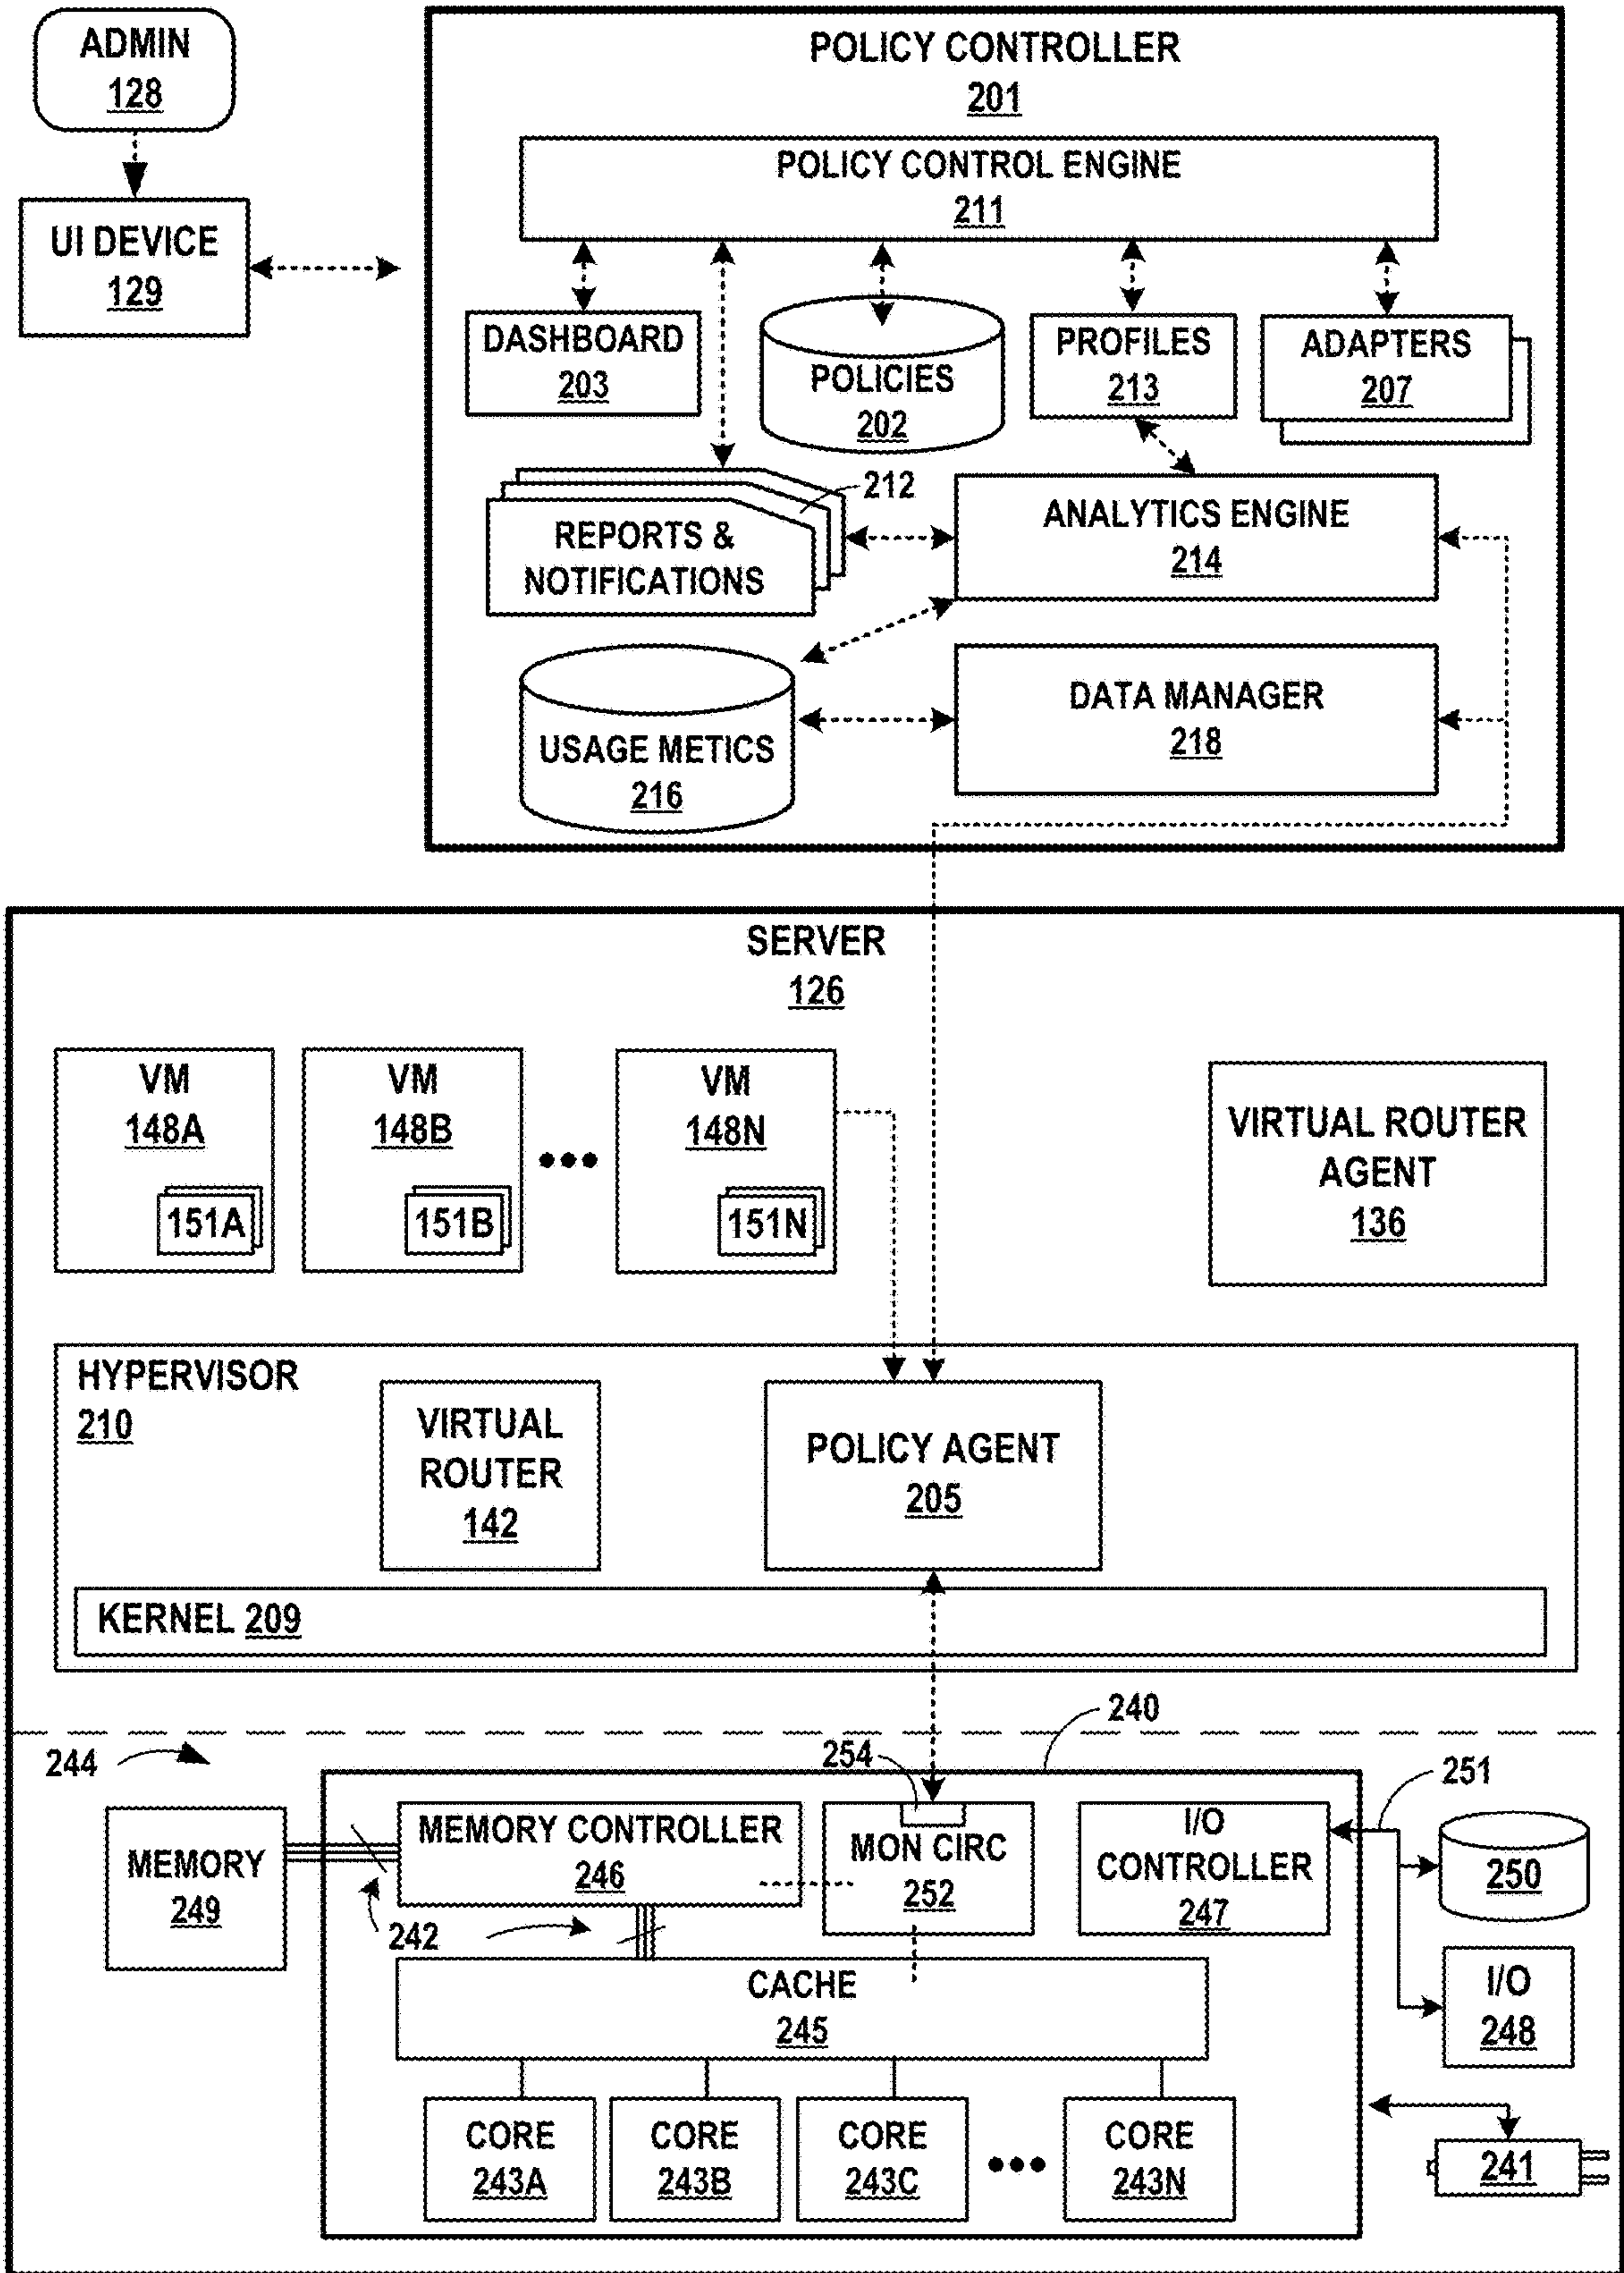 ADMIN
128
UI DEVICE
129
POLICY CONTROLLER
201
POLICY CONTROL ENGINE
211
DASHBOARD
203
POLICIES
202
PROFILES
213
ADAPTERS
207
212
REPORTS &
NOTIFICATIONS
ANALYTICS ENGINE
214
USAGE METICS
216
DATA MANAGER
218
SERVER
126
VM
148A
151A
VM
148B
151B
VM
148N
151N
VIRTUAL ROUTER
AGENT
136
HYPERVISOR
210
VIRTUAL
ROUTER
142
POLICY AGENT
205
KERNEL 209
244
240
254
251
MEMORY
249
MEMORY CONTROLLER
246
MON CIRC
252
I/O
CONTROLLER
247
250
242
CACHE
245
I/O
248
CORE
243A
CORE
243B
CORE
243C
CORE
243N
241